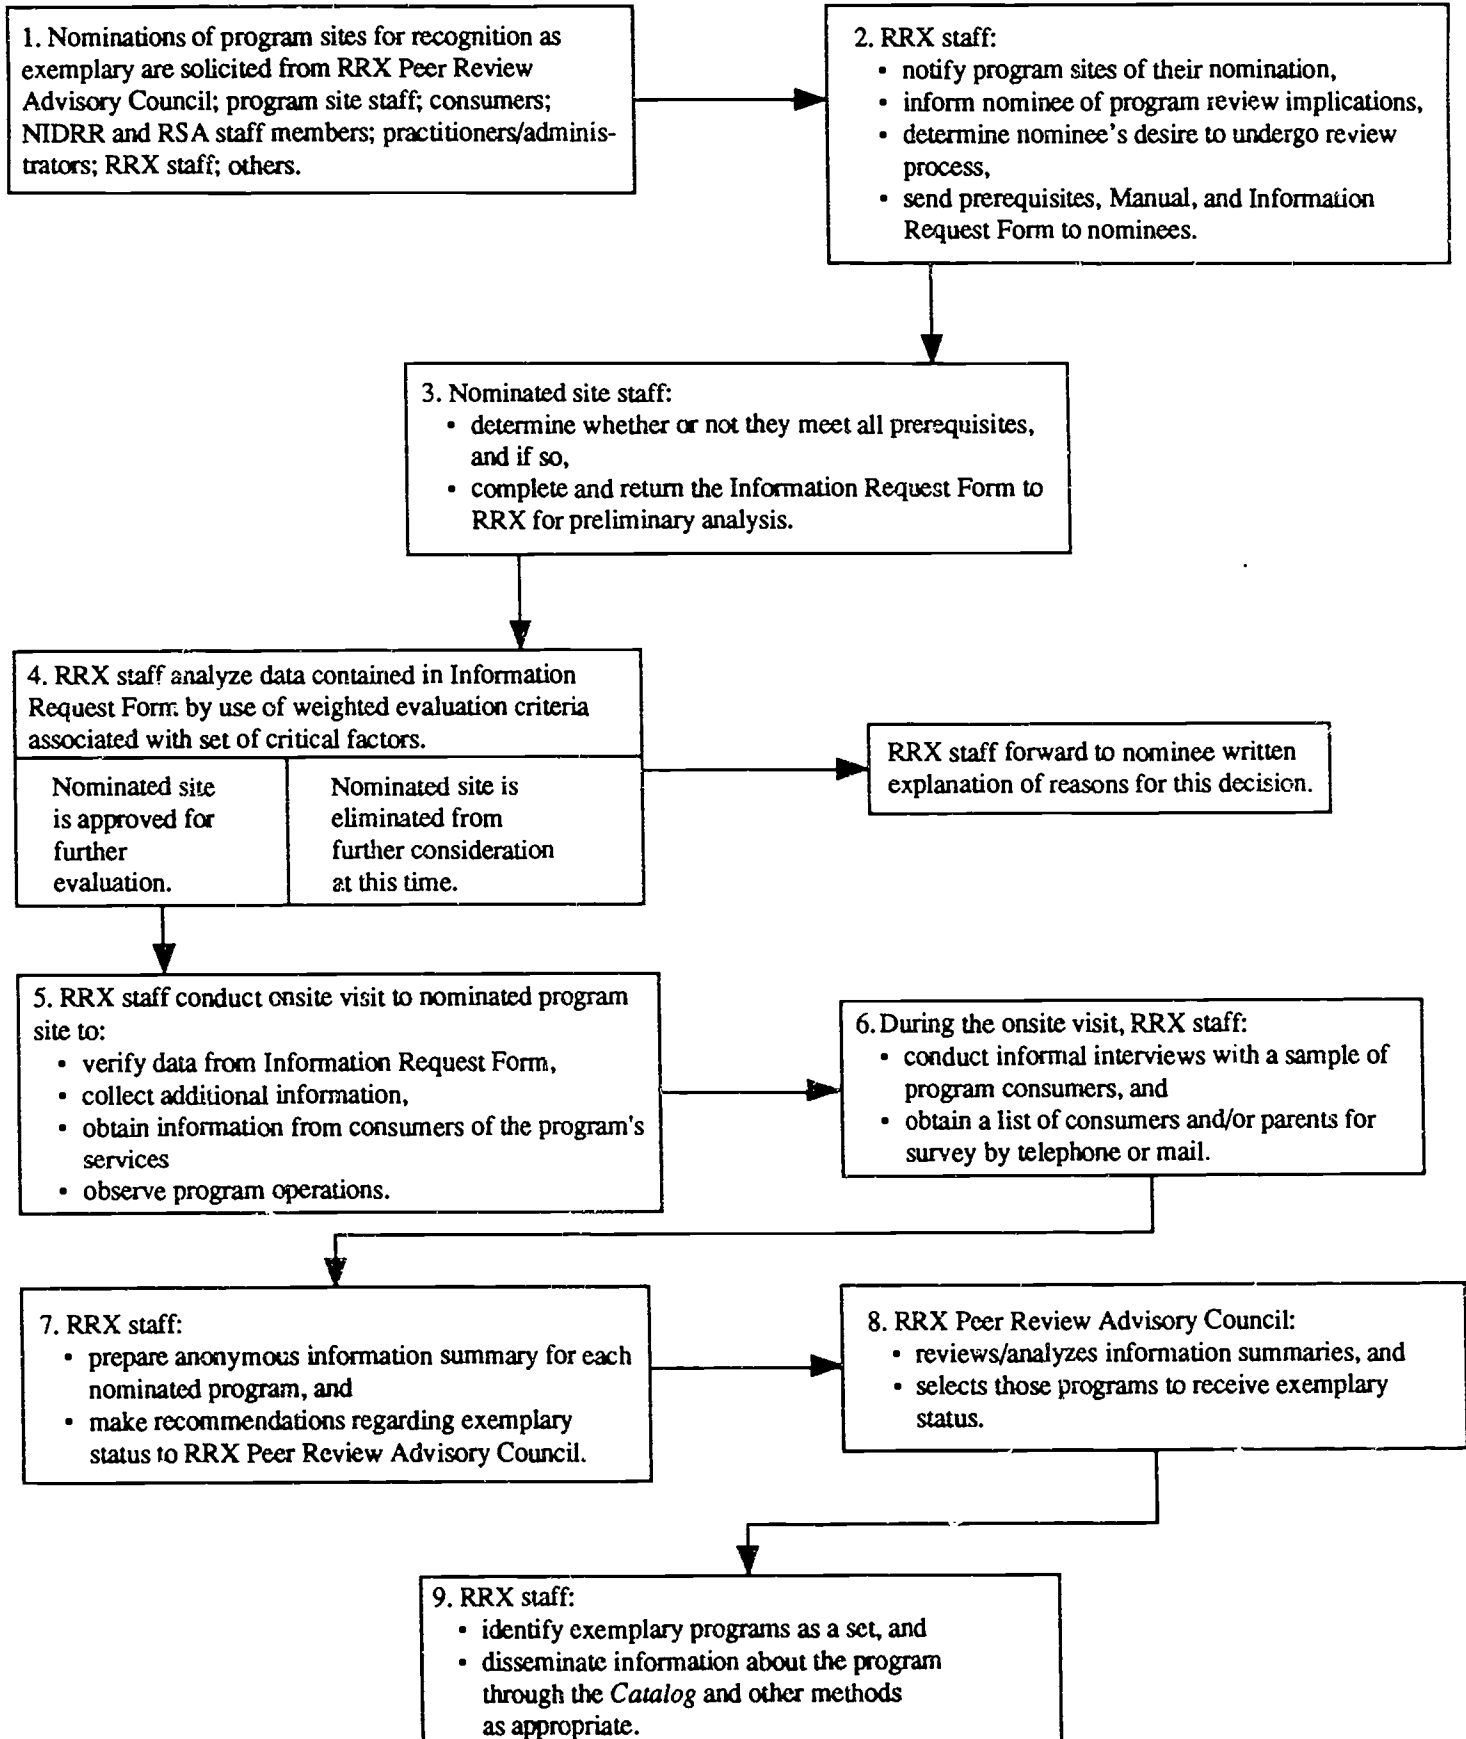 1. Nominations of program sites for recognition as
exemplary are solicited from RRX Peer Review
Advisory Council; program site staff; consumers;
NIDRR and RSA staff members; practitioners/adminis-
trators; RRX staff; others.
2. RRX staff:
• notify program sites of their nomination,
• inform nominee of program review implications,
• determine nominee's desire to undergo review
process,
• send prerequisites, Manual, and Information
Request Form to nominees.
3. Nominated site staff:
• determine whether or not they meet all prerequisites,
and if so,
• complete and return the Information Request Form to
RRX for preliminary analysis.
4. RRX staff analyze data contained in Information
Request Form by use of weighted evaluation criteria
associated with set of critical factors.
Nominated site
is approved for
further
evaluation.
Nominated site is
eliminated from
further consideration
at this time.
RRX staff forward to nominee written
explanation of reasons for this decision.
5. RRX staff conduct onsite visit to nominated program
site to:
• verify data from Information Request Form,
• collect additional information,
• obtain information from consumers of the program's
services
• observe program operations.
6. During the onsite visit, RRX staff:
• conduct informal interviews with a sample of
program consumers, and
• obtain a list of consumers and/or parents for
survey by telephone or mail.
7. RRX staff:
• prepare anonymous information summary for each
nominated program, and
• make recommendations regarding exemplary
status to RRX Peer Review Advisory Council.
8. RRX Peer Review Advisory Council:
• reviews/analyzes information summaries, and
• selects those programs to receive exemplary
status.
9. RRX staff:
• identify exemplary programs as a set, and
• disseminate information about the program
through the Catalog and other methods
as appropriate.